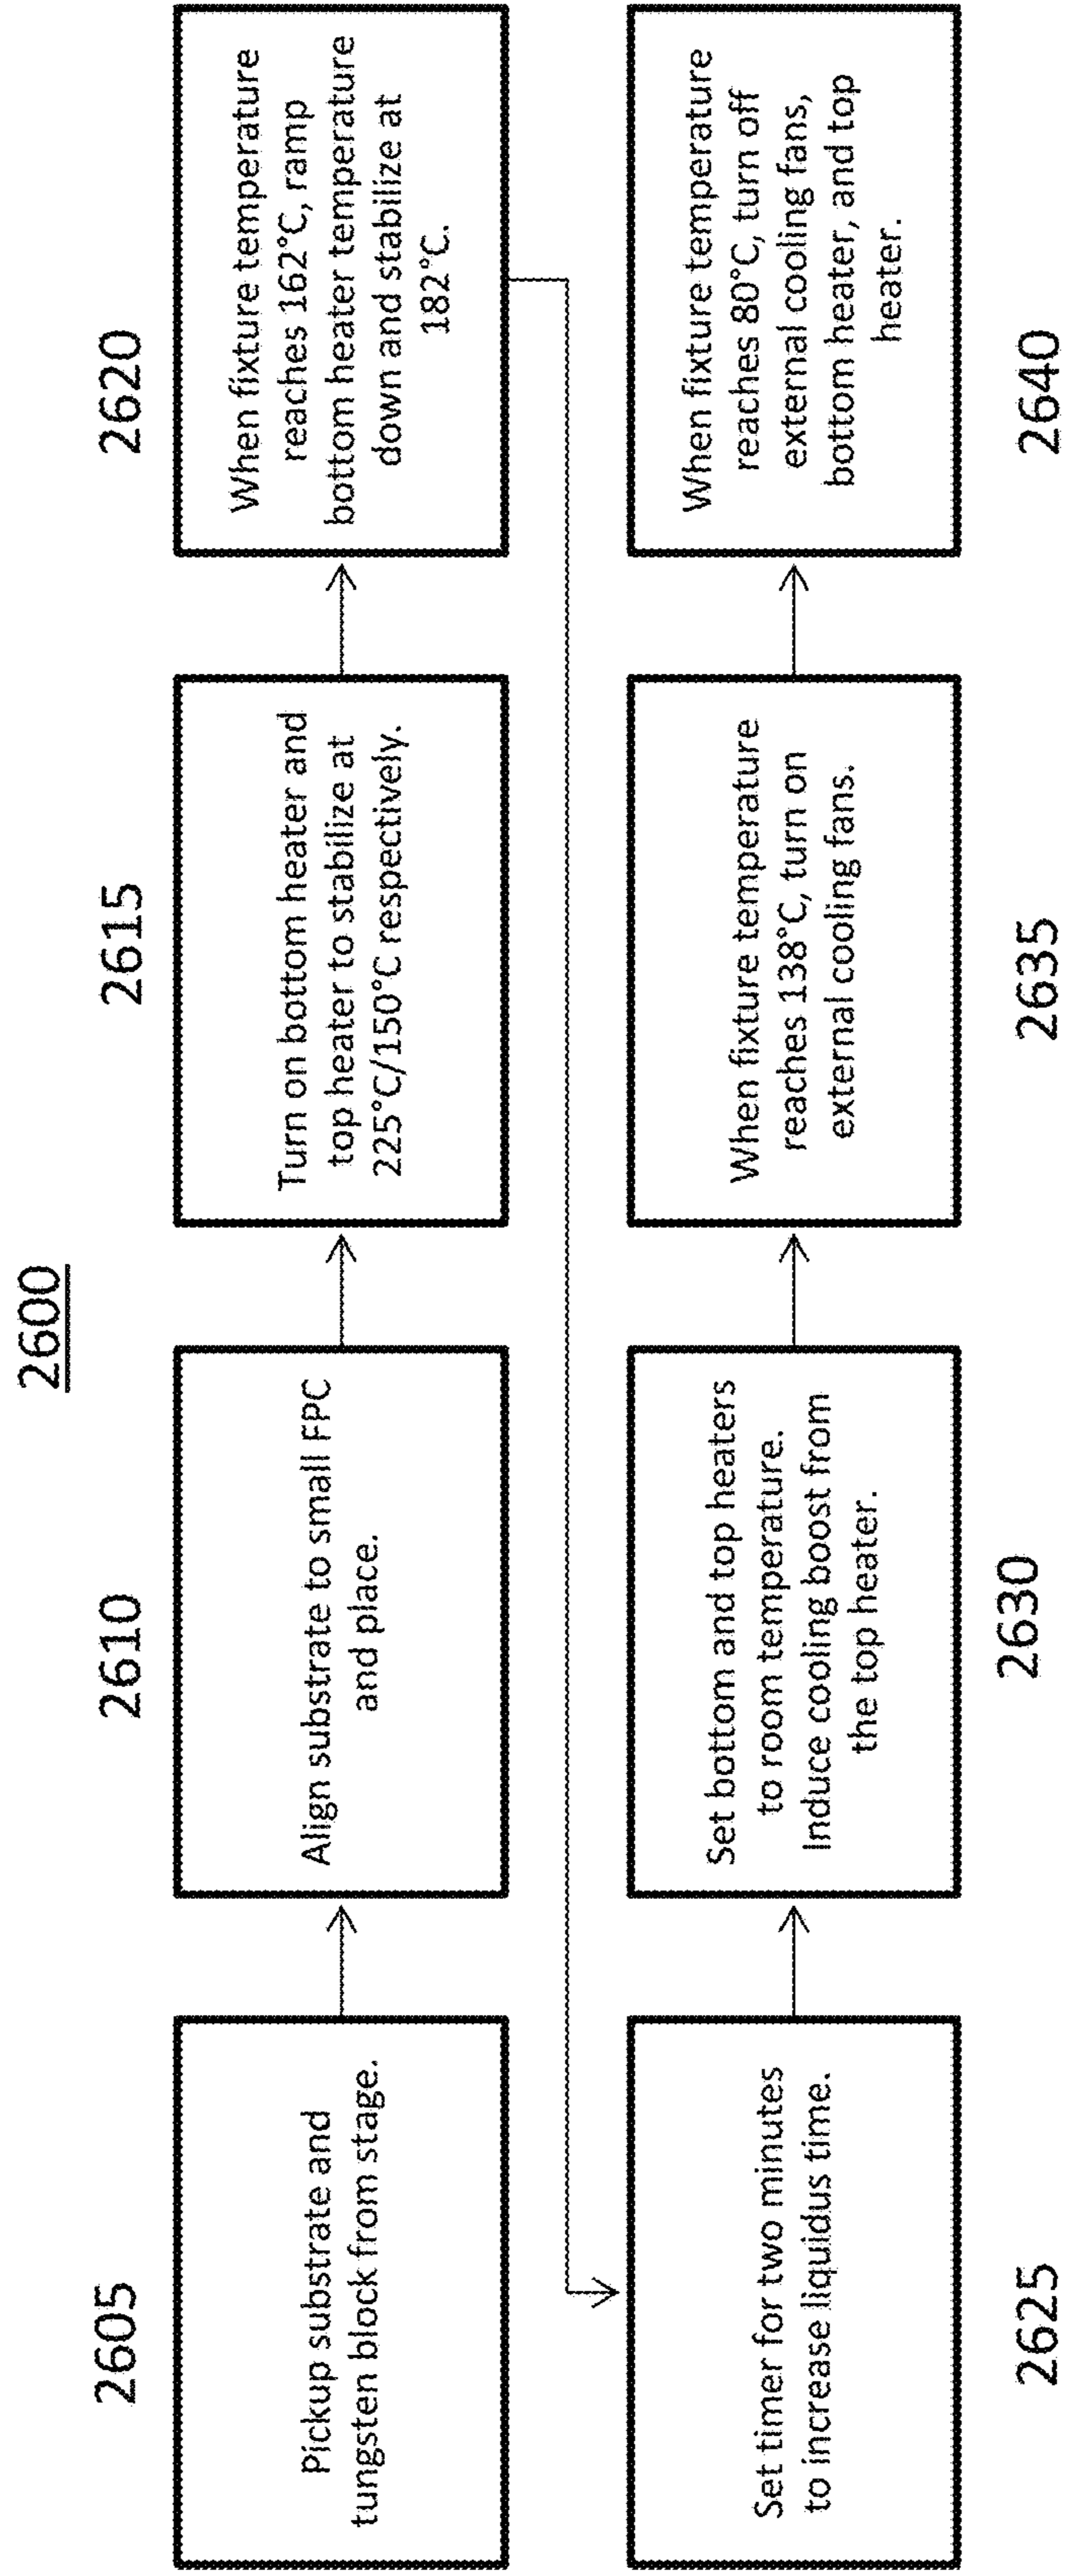 2600
2605
Pickup substrate and
tungsten block from stage.
2610
Align substrate to small FPC
and place.
2615
Turn on bottom heater and
top heater to stabilize at
225°C/150°C respectively.
2620
When fixture temperature
reaches 162°C, ramp
bottom heater temperature
down and stabilize at
182°C.
Set timer for two minutes
to increase liquidus time.
2625
Set bottom and top heaters
to room temperature.
Induce cooling boost from
the top heater.
2630
When fixture temperature
reaches 138°C, turn on
external cooling fans.
2635
When fixture temperature
reaches 80°C, turn off
external cooling fans,
bottom heater, and top
heater.
2640